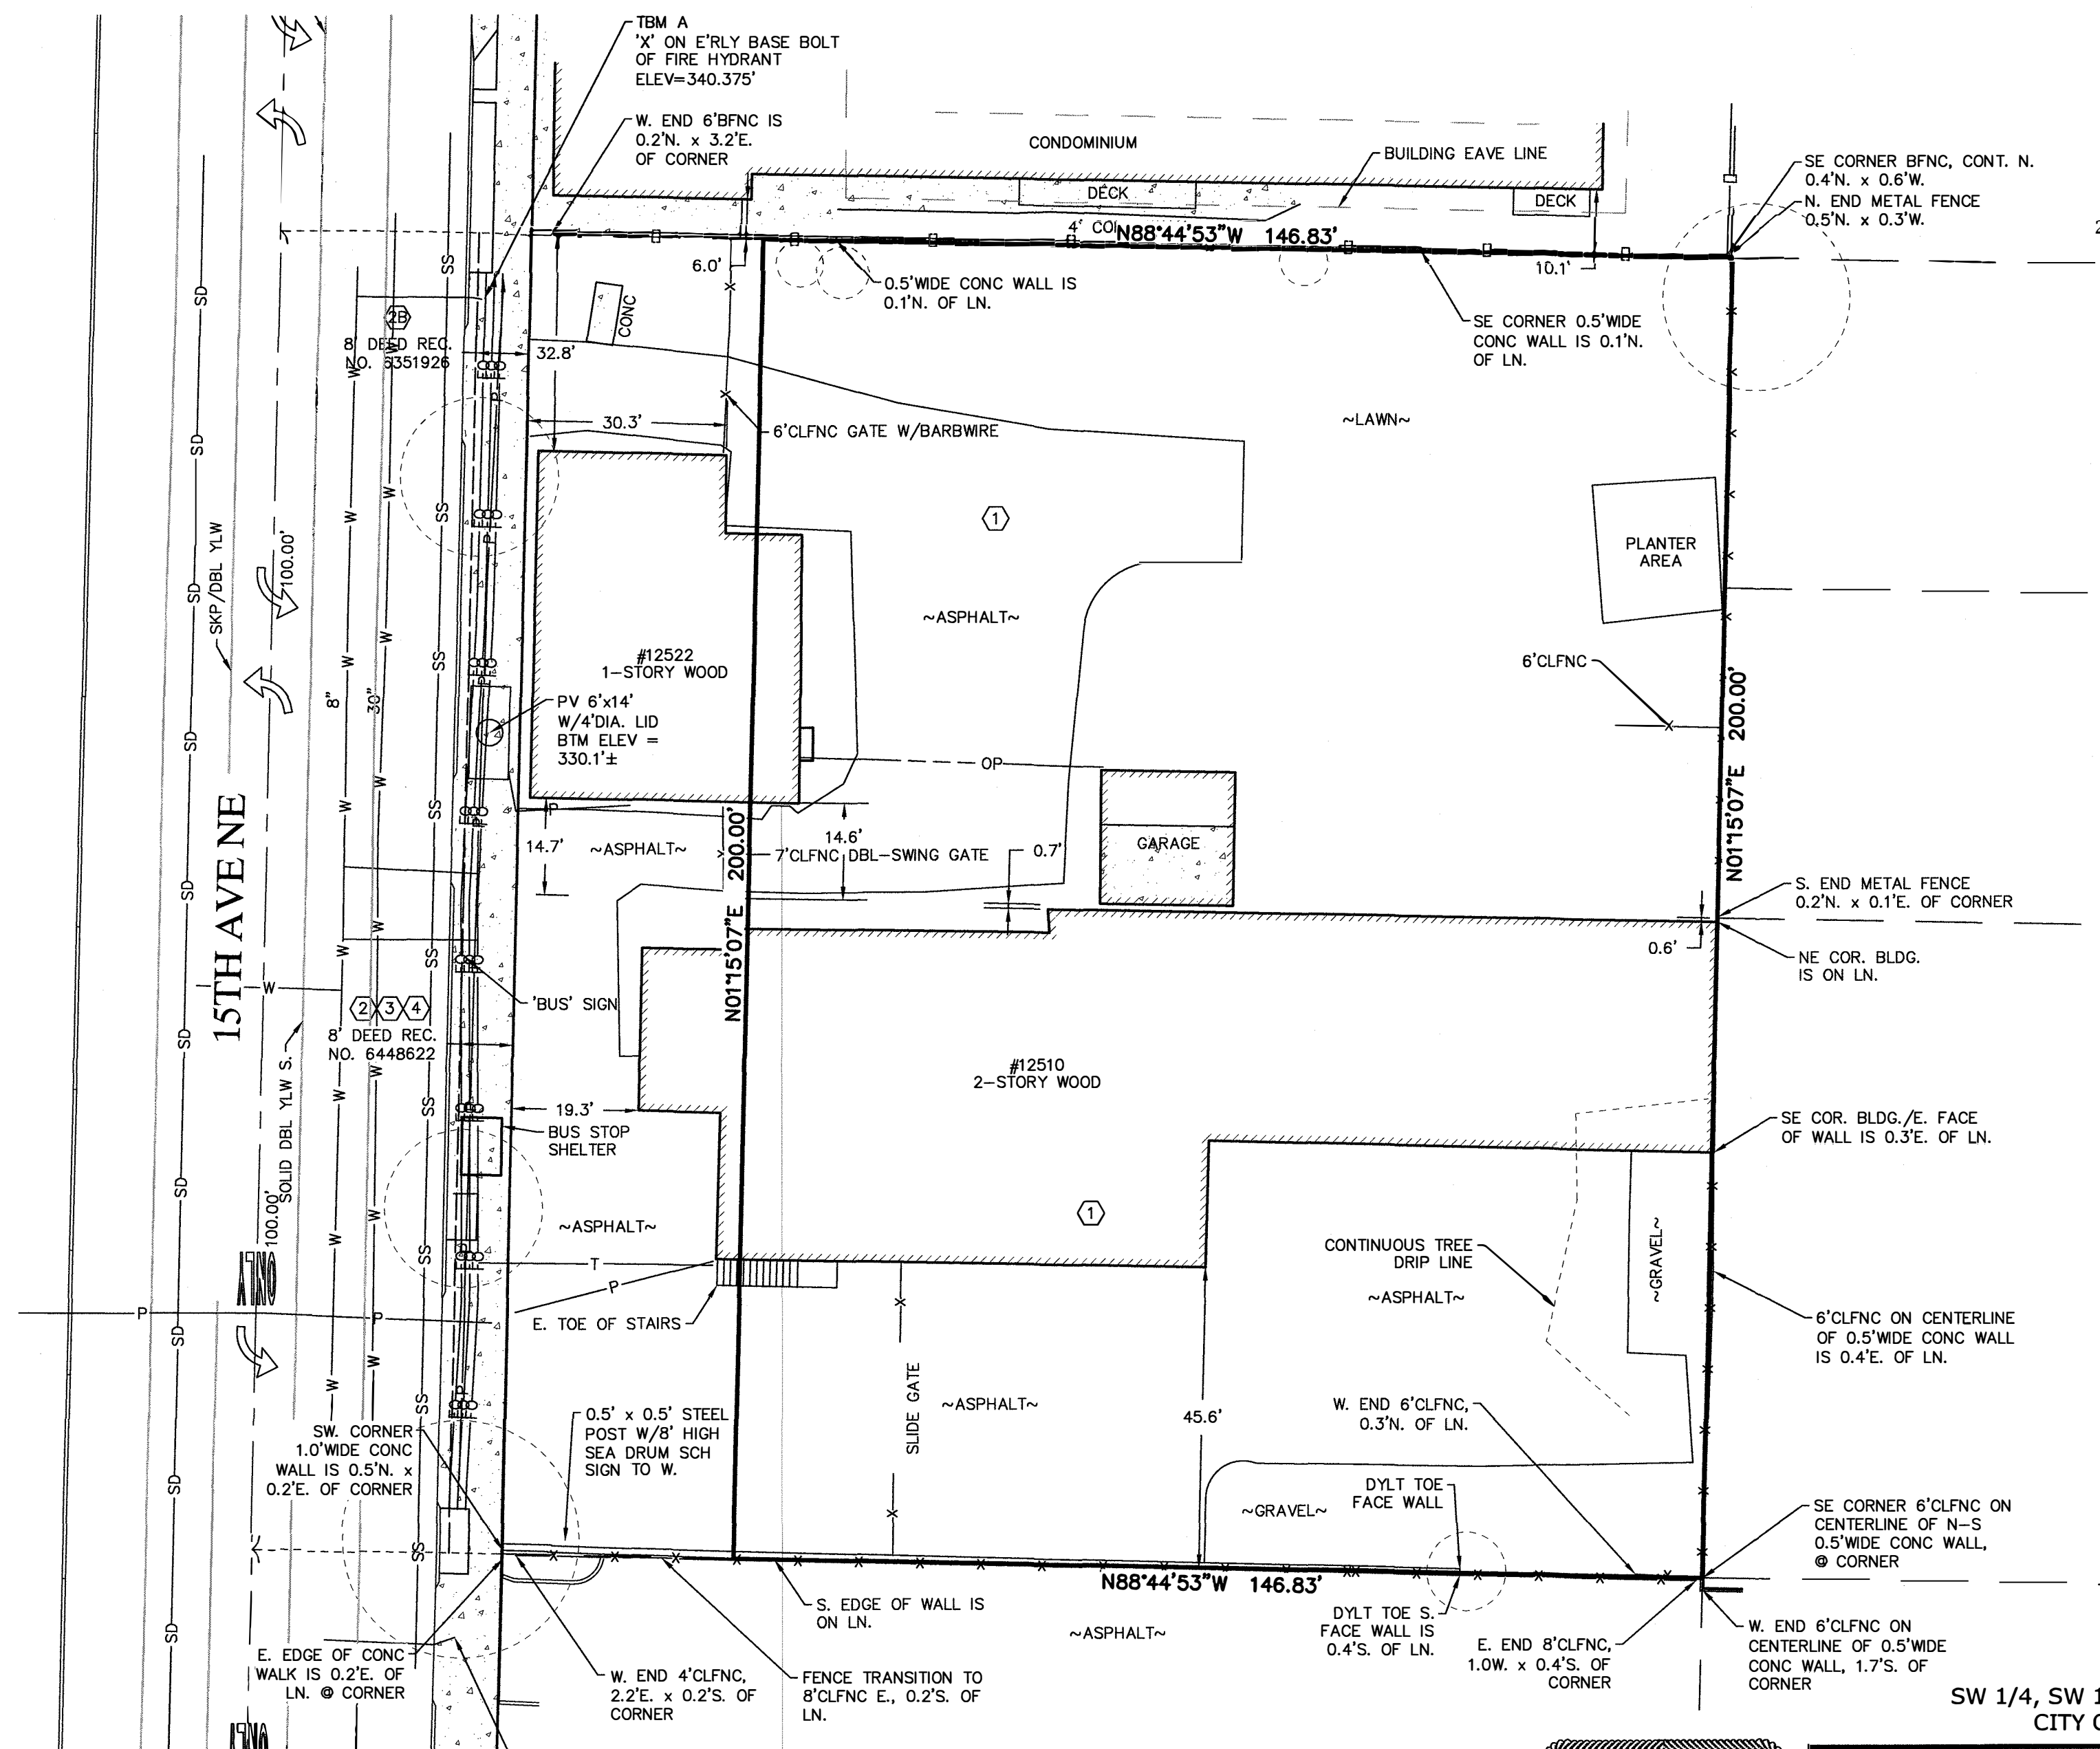 TBM A
'X' ON E'RLY BASE BOLT
OF FIRE HYDRANT
ELEV=340.375'
W. END 6'BFNC IS
0.2'N. x 3.2'E.
OF CORNER
CONDOMINIUM
BUILDING EAVE LINE
DECK
DECK
SE CORNER BFNC, CONT. N.
0.4'N. x 0.6'W.
N. END METAL FENCE
0.5'N. x 0.3'W.
4'
N88°44'53"W 146.83'
6.0'
10.1'
0.5'WIDE CONC WALL IS
0.1'N. OF LN.
SE CORNER 0.5'WIDE
CONC WALL IS 0.1'N.
OF LN.
CONC
2B
8' DEED REC.
NO. 6351926
32.8'
30.3'
6'CLFNC GATE W/BARBWIRE
~LAWN~
1
SKP/DBL YLW
100.00'
PLANTER
AREA
~ASPHALT~
#12522
1-STORY WOOD
6'CLFNC
8"
30"
PV 6'x14'
W/4'DIA. LID
BTM ELEV =
330.1'±
N01°15'07"E 200.00'
OP
P
14.7'
~ASPHALT~
14.6'
7'CLFNC DBL-SWING GATE
0.7'
GARAGE
15TH AVE NE
N01°15'07"E 200.00'
S. END METAL FENCE
0.2'N. x 0.1'E. OF CORNER
0.6'
NE COR. BLDG.
IS ON LN.
'BUS' SIGN
2 3 4
8' DEED REC.
NO. 6448622
SOLID DBL YLW S.
#12510
2-STORY WOOD
19.3'
BUS STOP
SHELTER
SE COR. BLDG./E. FACE
OF WALL IS 0.3'E. OF LN.
100.00'
~ASPHALT~
1
ONLY
T
P
CONTINUOUS TREE
DRIP LINE
~GRAVEL~
~ASPHALT~
E. TOE OF STAIRS
6'CLFNC ON CENTERLINE
OF 0.5'WIDE CONC WALL
IS 0.4'E. OF LN.
SLIDE GATE
~ASPHALT~
45.6'
W. END 6'CLFNC,
0.3'N. OF LN.
0.5' x 0.5' STEEL
POST W/8' HIGH
SEA DRUM SCH
SIGN TO W.
SW. CORNER
1.0'WIDE CONC
WALL IS 0.5'N. x
0.2'E. OF CORNER
DYLT TOE
FACE WALL
~GRAVEL~
SE CORNER 6'CLFNC ON
CENTERLINE OF N-S
0.5'WIDE CONC WALL,
@ CORNER
N88°44'53"W 146.83'
S. EDGE OF WALL IS
ON LN.
~ASPHALT~
DYLT TOE S.
FACE WALL IS
0.4'S. OF LN.
E. END 8'CLFNC,
1.0W. x 0.4'S. OF
CORNER
W. END 6'CLFNC ON
CENTERLINE OF 0.5'WIDE
CONC WALL, 1.7'S. OF
CORNER
E. EDGE OF CONC
WALK IS 0.2'E. OF
LN. @ CORNER
W. END 4'CLFNC,
2.2'E. x 0.2'S. OF
CORNER
FENCE TRANSITION TO
8'CLFNC E., 0.2'S. OF
LN.
ONLY
SW 1/4, SW 1
CITY